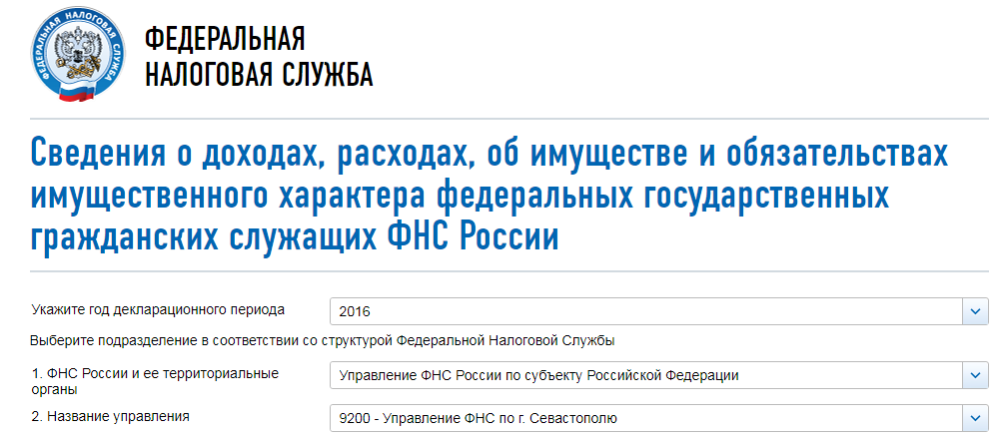 ФЕДЕРАЛЬНАЯ НАЛОГОВАЯ СЛУЖБА
ФЕДЕРАЛЬНАЯ
НАЛОГОВАЯ СЛУЖБА
Сведения о доходах, расходах, об имуществе и обязательствах
имущественного характера федеральных государственных
гражданских служащих ФНС России
Укажите год декларационного периода
2016
Выберите подразделение в соответствии со структурой Федеральной Налоговой Службы
1. ФНС России и ее территориальные
органы
Управление ФНС России по субъекту Российской Федерации
2. Название управления
9200 - Управление ФНС по г. Севастополю